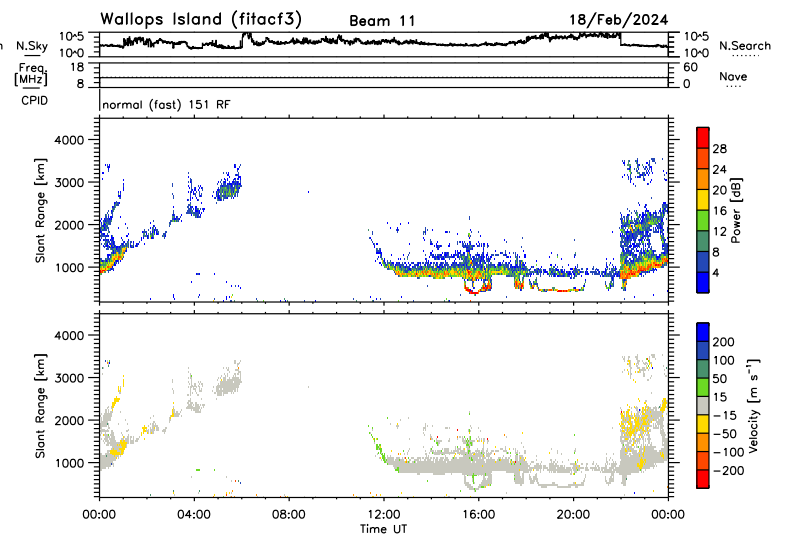 Wallops Island (fitacf3) Beam 11 18/Feb/2024
n N.Sky 10^5 10^5 N.Search
10^0 10^0
Freq. 18 60 Nave
[MHz] 8 0
CPID normal (fast) 151 RF
4000
3000
2000
1000
Slant Range [km]
28
24
20
16
12
8
4
Power [dB]
4000
3000
2000
1000
Slant Range [km]
200
100
50
15
-15
-50
-100
-200
Velocity [m s⁻¹]
00:00 04:00 08:00 12:00 16:00 20:00 00:00
Time UT